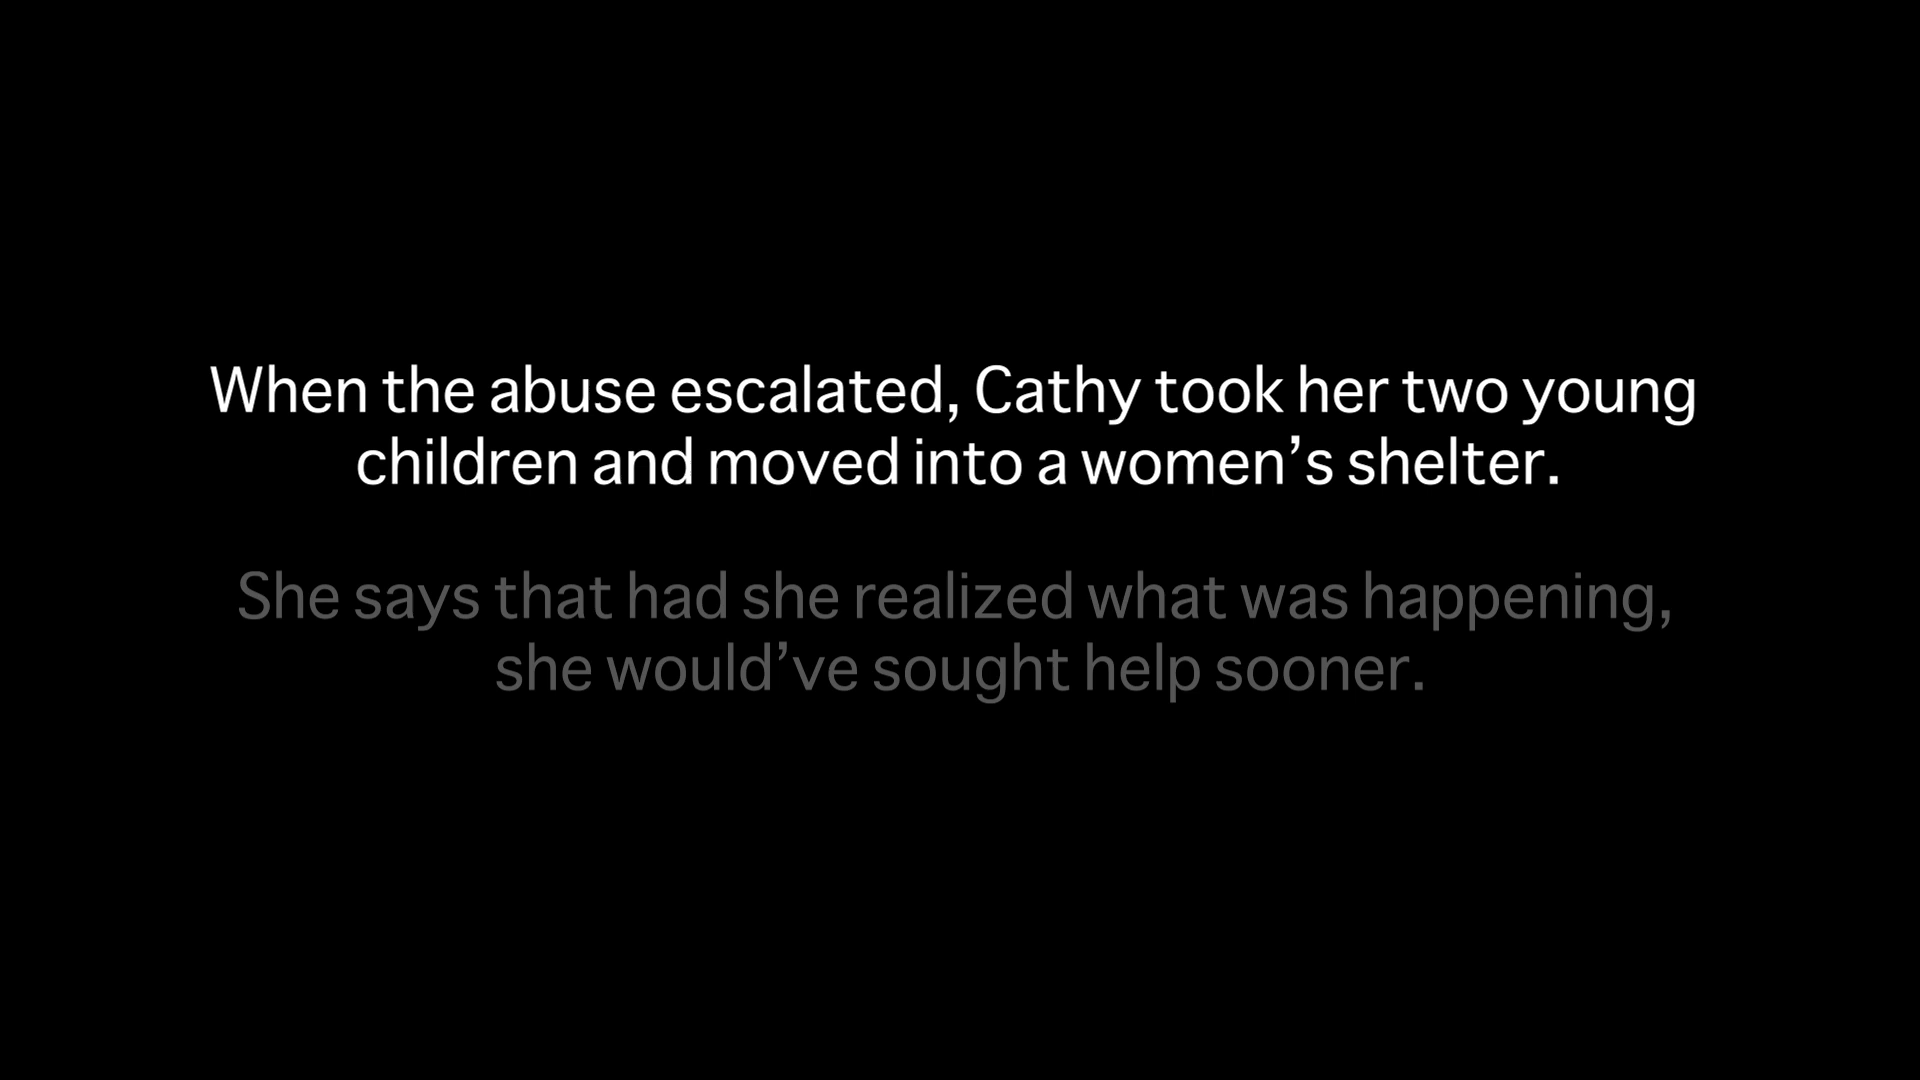 When the abuse escalated, Cathy took her two young
children and moved into a women’s shelter.
She says that had she realized what was happening,
she would’ve sought help sooner.